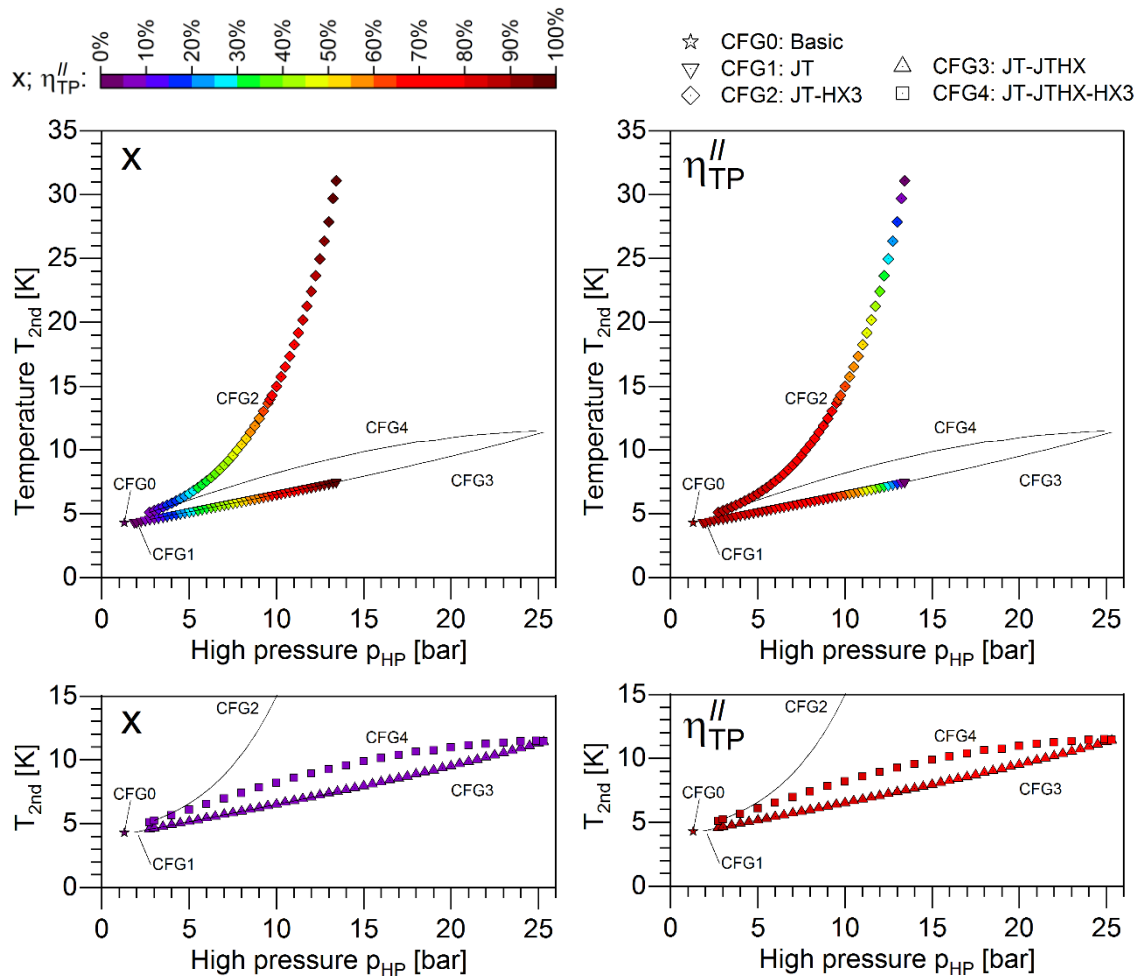 0% 10% 20% 30% 40% 50% 60% 70% 80% 90% 100%
x; η″TP:
☆ CFG0: Basic
▽ CFG1: JT
◇ CFG2: JT-HX3
△ CFG3: JT-JTHX
□ CFG4: JT-JTHX-HX3
x
Temperature T2nd [K]
35
30
25
20
15
10
5
0
CFG2
CFG4
CFG0
CFG3
CFG1
0 5 10 15 20 25
High pressure pHP [bar]
η″TP
Temperature T2nd [K]
35
30
25
20
15
10
5
0
CFG2
CFG4
CFG0
CFG3
CFG1
0 5 10 15 20 25
High pressure pHP [bar]
x
T2nd [K]
15
10
5
0
CFG2
CFG4
CFG0
CFG3
CFG1
0 5 10 15 20 25
High pressure pHP [bar]
η″TP
T2nd [K]
15
10
5
0
CFG2
CFG4
CFG0
CFG3
CFG1
0 5 10 15 20 25
High pressure pHP [bar]